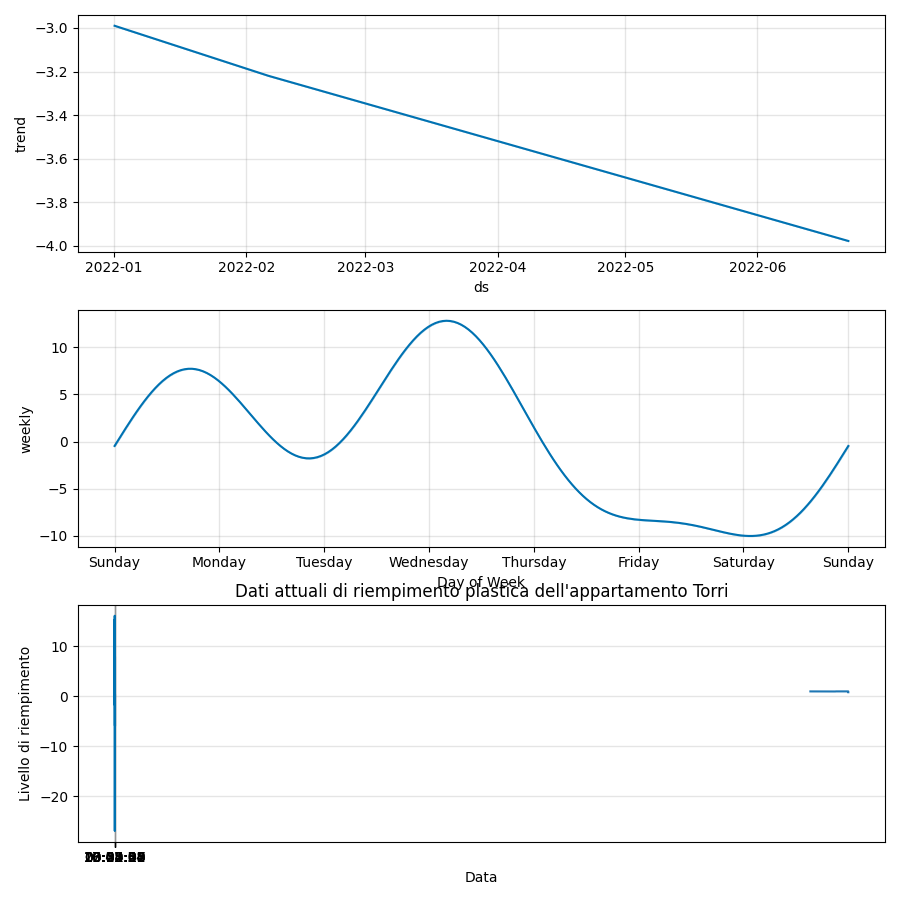 −3.0
−3.2
−3.4
−3.6
−3.8
−4.0
trend
2022-01 2022-02 2022-03 2022-04 2022-05 2022-06
ds
10
5
0
−5
−10
weekly
Sunday Monday Tuesday Wednesday Thursday Friday Saturday Sunday
Day of Week
Dati attuali di riempimento plastica dell'appartamento Torri
10
0
−10
−20
Livello di riempimento
Data